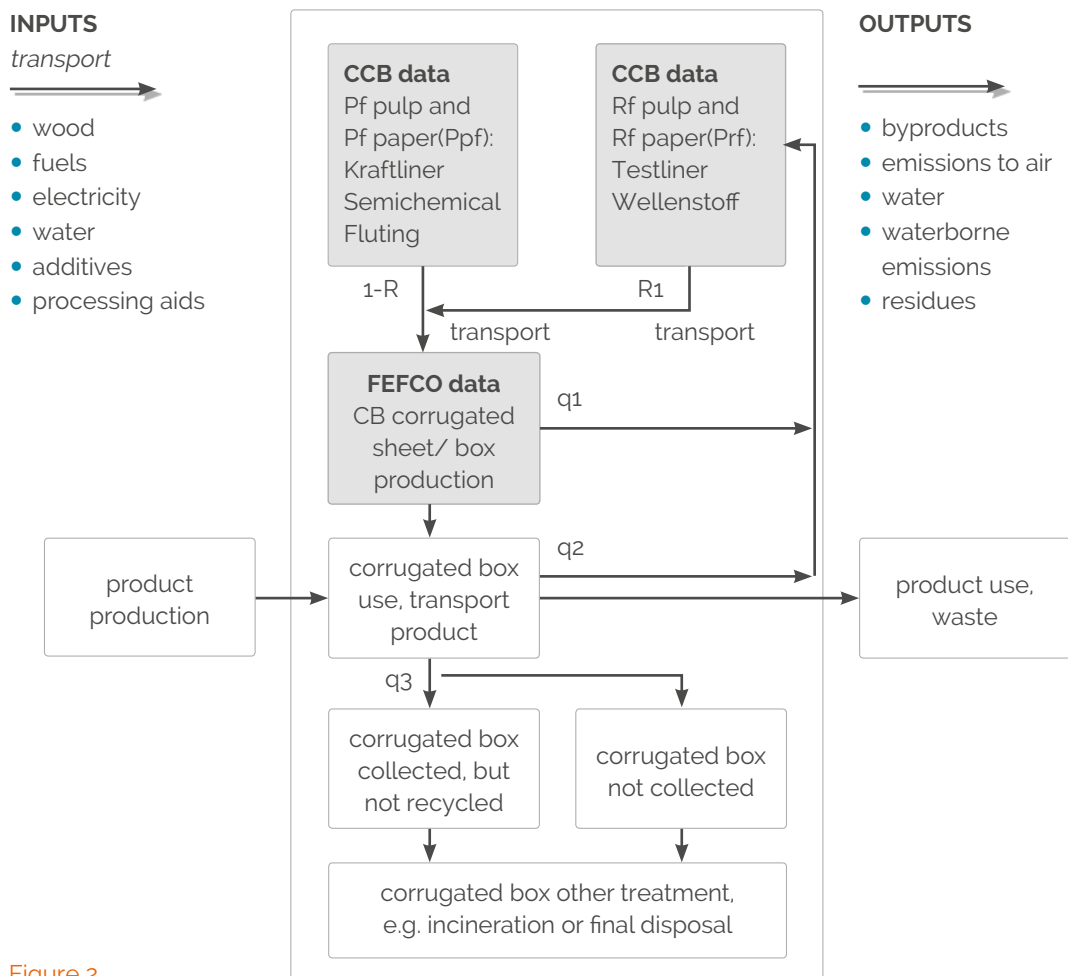 INPUTS
transport
wood
fuels
electricity
water
additives
processing aids
CCB data
Pf pulp and
Pf paper(Ppf):
Kraftliner
Semichemical
Fluting
CCB data
Rf pulp and
Rf paper(Prf):
Testliner
Wellenstoff
OUTPUTS
byproducts
emissions to air
water
waterborne
emissions
residues
1-R
R1
transport
transport
FEFCO data
CB corrugated
sheet/ box
production
q1
product
production
corrugated box
use, transport
product
q2
product use,
waste
q3
corrugated box
collected, but
not recycled
corrugated box
not collected
corrugated box other treatment,
e.g. incineration or final disposal
Figure 2